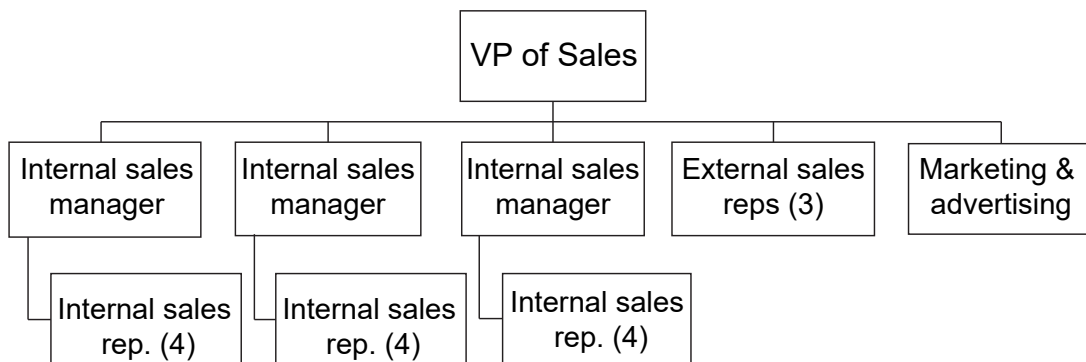 VP of Sales
Internal sales
manager
Internal sales
manager
Internal sales
manager
External sales
reps (3)
Marketing &
advertising
Internal sales
rep. (4)
Internal sales
rep. (4)
Internal sales
rep. (4)